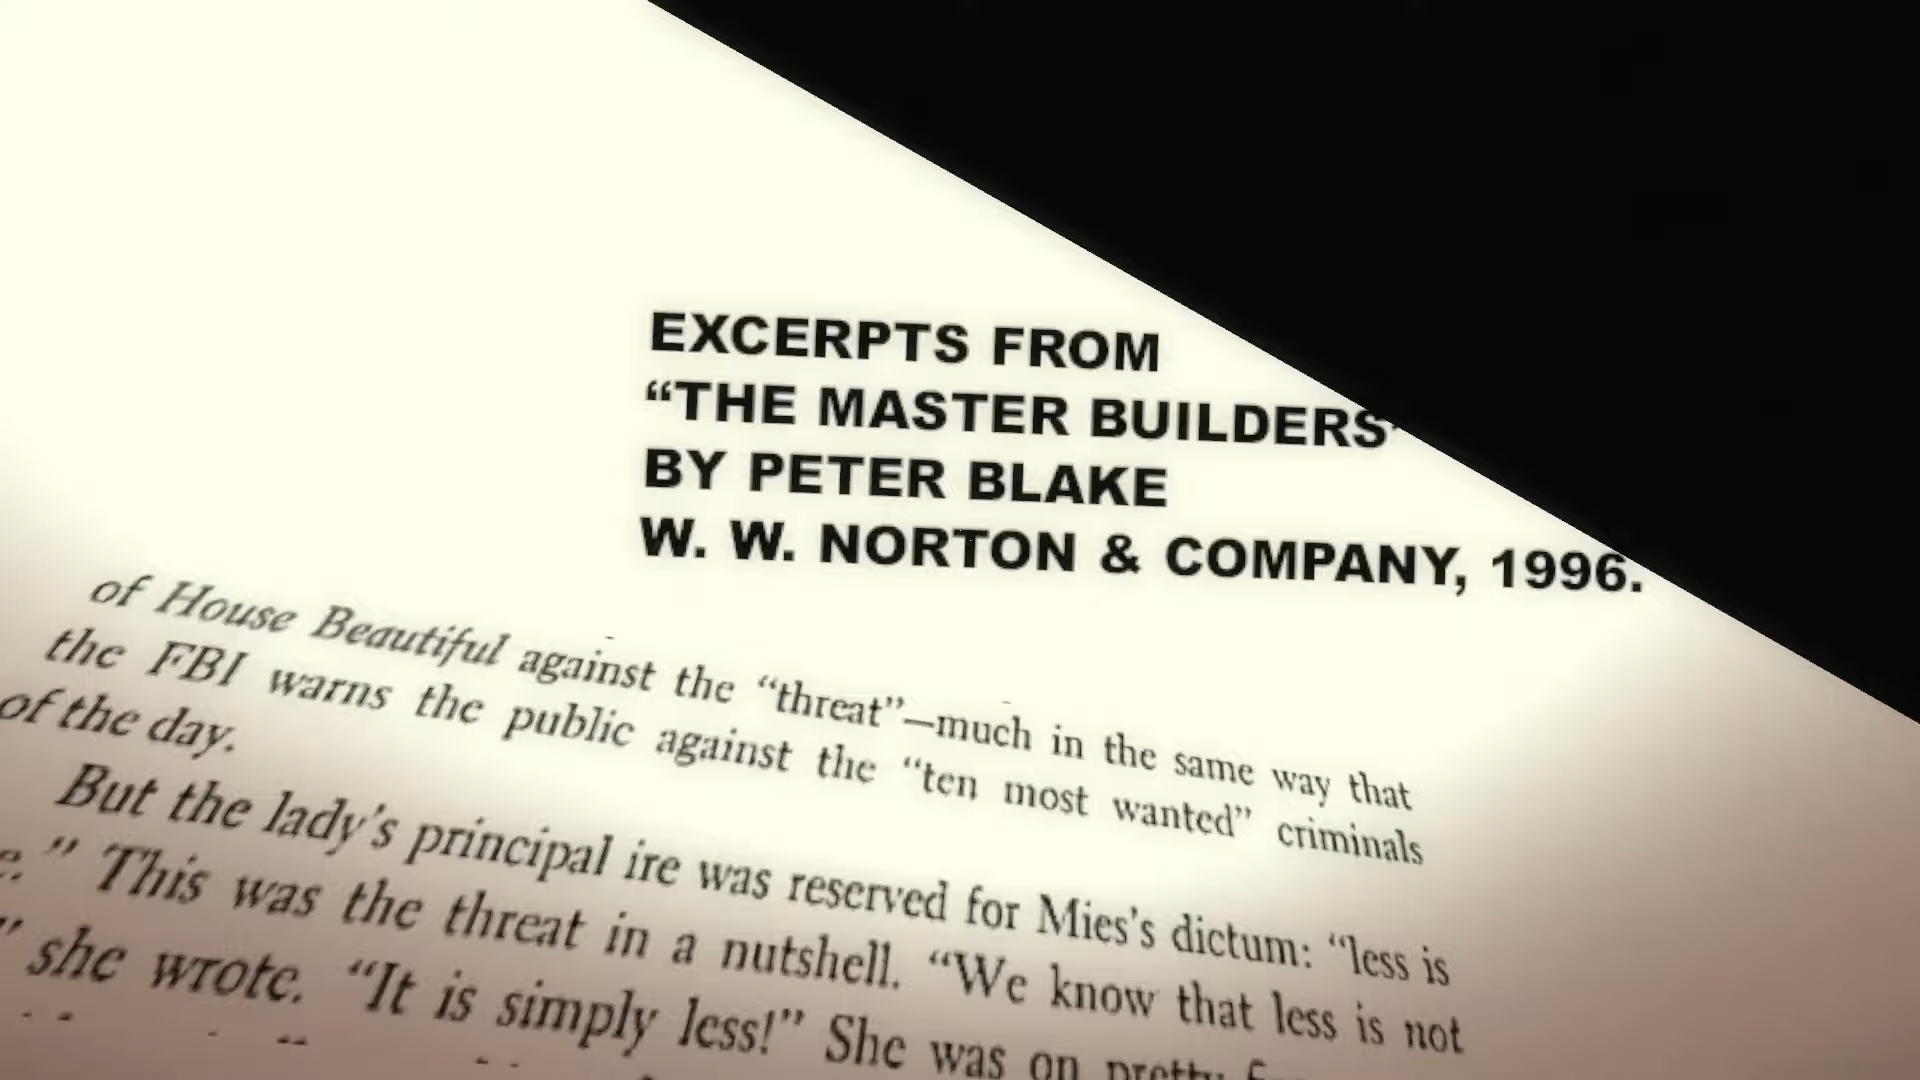 EXCERPTS FROM
“THE MASTER BUILDERS”
BY PETER BLAKE
W. W. NORTON & COMPANY, 1996.
of House Beautiful against the “threat”—much in the same way that
the FBI warns the public against the “ten most wanted” criminals
of the day.
But the lady’s principal ire was reserved for Mies’s dictum: “less is
e.” This was the threat in a nutshell. “We know that less is not
” she wrote. “It is simply less!” She was on pretty